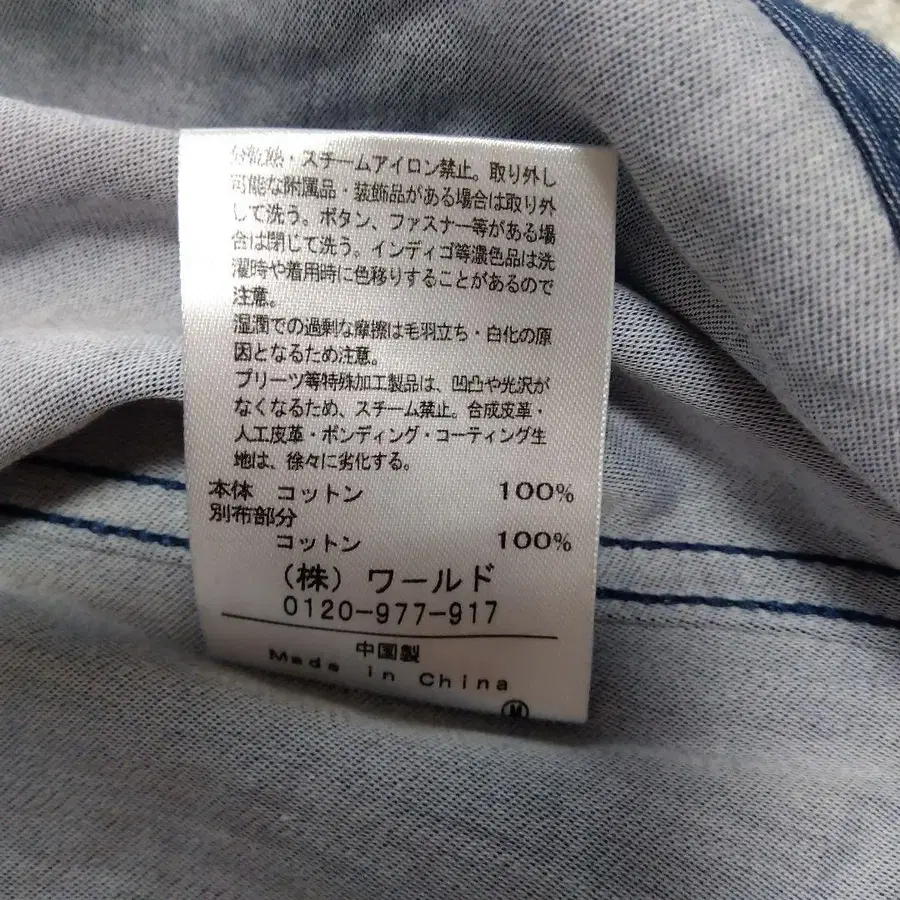 ・スチームアイロン禁止。取り外し
可能な附属品・装飾品がある場合は取り外
して洗う。ボタン、ファスナー等がある場
合は閉じて洗う。インディゴ等濃色品は洗
濯時や着用時に色移りすることがあるので
注意。
湿潤での過剰な摩擦は毛羽立ち・白化の原
因となるため注意。
プリーツ等特殊加工製品は、凹凸や光沢が
なくなるため、スチーム禁止。合成皮革・
人工皮革・ボンディング・コーティング生
地は、徐々に劣化する。
本体 コットン 100%
別布部分
コットン 100%
(株) ワールド
0120-977-917
中国製
Made in China
M